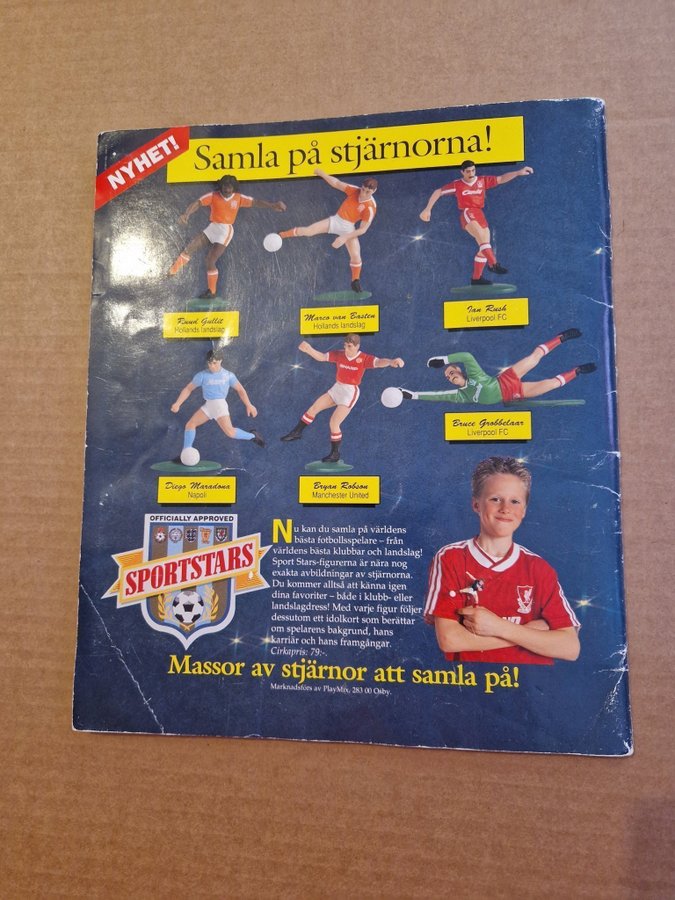 NYHET!
Samla på stjärnorna!
Candy
Ruud Gullit
Hollands landslag
Marco van Basten
Hollands landslag
Ian Rush
Liverpool FC
SHARP
Diego Maradona
Napoli
Bryan Robson
Manchester United
Bruce Grobbelaar
Liverpool FC
OFFICIALLY APPROVED
SPORTSTARS
Nu kan du samla på världens
bästa fotbollsspelare – från
världens bästa klubbar och landslag!
Sport Stars-figurerna är nära nog
exakta avbildningar av stjärnorna.
Du kommer alltså att känna igen
dina favoriter – både i klubb- eller
landslagdress! Med varje figur följer
dessutom ett idolkort som berättar
om spelarens bakgrund, hans
karriär och hans framgångar.
Cirkapris: 79:-.
Massor av stjärnor att samla på!
Marknadsförs av PlayMix, 283 00 Osby.